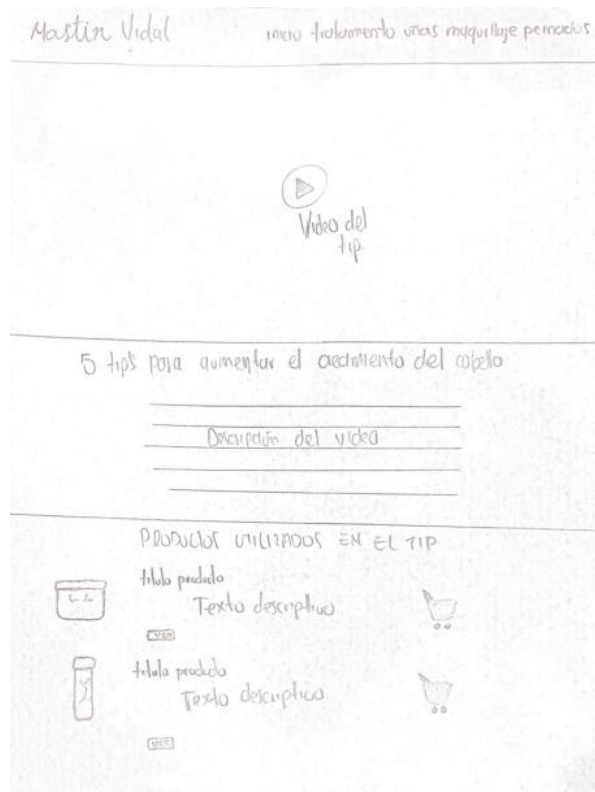 Mastin Vidal
inicio tratamiento uñas maquillaje peinados
Video del
tip.
5 tips para aumentar el crecimiento del cabello
Descripción del video
PRODUCTOS UTILIZADOS EN EL TIP
titulo producto
Texto descriptivo
VER
titulo producto
Texto descriptivo
VER